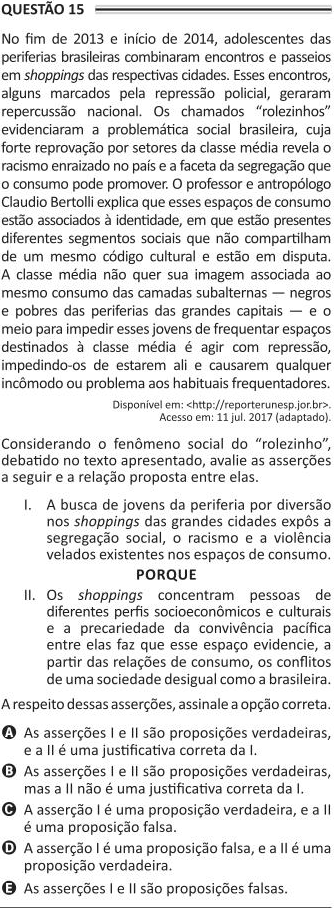 QUESTÃO 15
No fim de 2013 e início de 2014, adolescentes das
periferias brasileiras combinaram encontros e passeios
em shoppings das respectivas cidades. Esses encontros,
alguns marcados pela repressão policial, geraram
repercussão nacional. Os chamados “rolezinhos”
evidenciaram a problemática social brasileira, cuja
forte reprovação por setores da classe média revela o
racismo enraizado no país e a faceta da segregação que
o consumo pode promover. O professor e antropólogo
Claudio Bertolli explica que esses espaços de consumo
estão associados à identidade, em que estão presentes
diferentes segmentos sociais que não compartilham
de um mesmo código cultural e estão em disputa.
A classe média não quer sua imagem associada ao
mesmo consumo das camadas subalternas — negros
e pobres das periferias das grandes capitais — e o
meio para impedir esses jovens de frequentar espaços
destinados à classe média é agir com repressão,
impedindo-os de estarem ali e causarem qualquer
incômodo ou problema aos habituais frequentadores.
Disponível em: <http://reporterunesp.jor.br>.
Acesso em: 11 jul. 2017 (adaptado).
Considerando o fenômeno social do “rolezinho”,
debatido no texto apresentado, avalie as asserções
a seguir e a relação proposta entre elas.
I. A busca de jovens da periferia por diversão
nos shoppings das grandes cidades expôs a
segregação social, o racismo e a violência
velados existentes nos espaços de consumo.
PORQUE
II. Os shoppings concentram pessoas de
diferentes perfis socioeconômicos e culturais
e a precariedade da convivência pacífica
entre elas faz que esse espaço evidencie, a
partir das relações de consumo, os conflitos
de uma sociedade desigual como a brasileira.
A respeito dessas asserções, assinale a opção correta.
A As asserções I e II são proposições verdadeiras,
e a II é uma justificativa correta da I.
B As asserções I e II são proposições verdadeiras,
mas a II não é uma justificativa correta da I.
C A asserção I é uma proposição verdadeira, e a II
é uma proposição falsa.
D A asserção I é uma proposição falsa, e a II é uma
proposição verdadeira.
E As asserções I e II são proposições falsas.